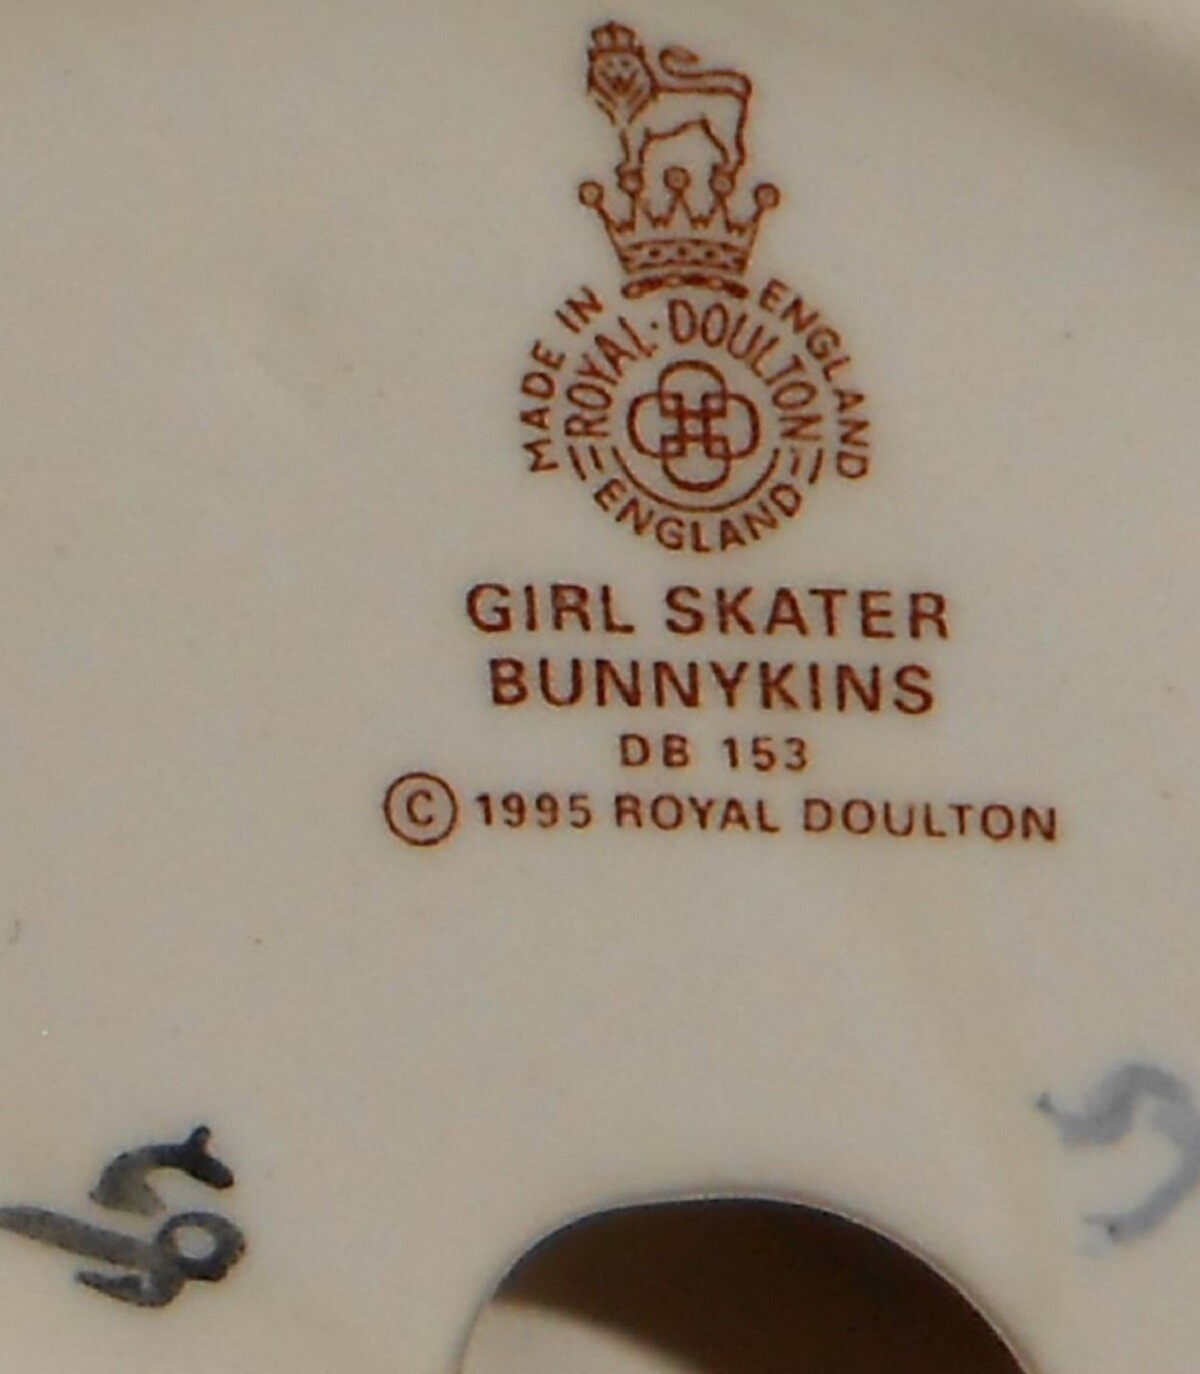 MADE IN ENGLAND
ROYAL · DOULTON
ENGLAND
GIRL SKATER
BUNNYKINS
DB 153
© 1995 ROYAL DOULTON